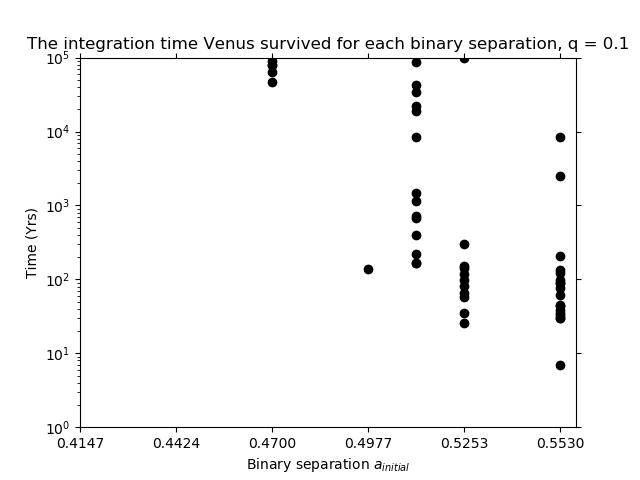 The integration time Venus survived for each binary separation, q = 0.1
10^5
10^4
10^3
10^2
10^1
10^0
Time (Yrs)
0.4147 0.4424 0.4700 0.4977 0.5253 0.5530
Binary separation a_initial